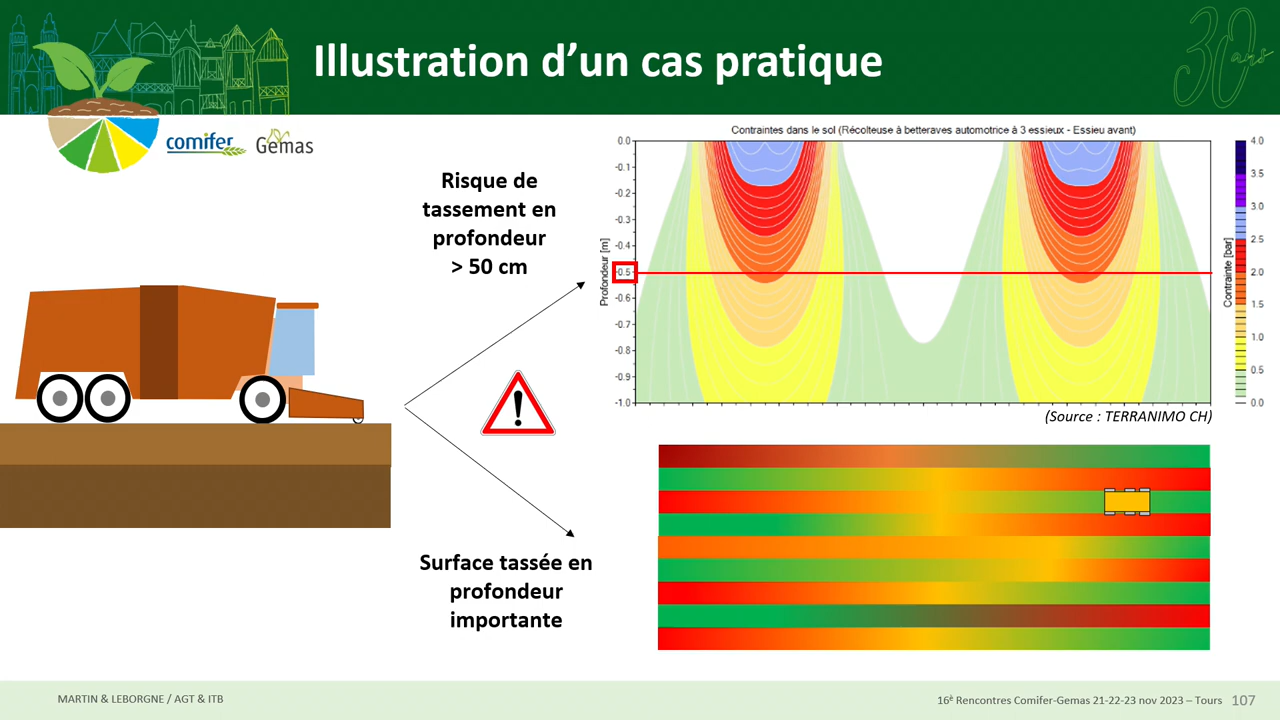 Illustration d’un cas pratique
30 ans
comifer
Gemas
Risque de
tassement en
profondeur
> 50 cm
Contraintes dans le sol (Récolteuse à betteraves automotrice à 3 essieux - Essieu avant)
Profondeur [m]
0.0
-0.1
-0.2
-0.3
-0.4
-0.5
-0.6
-0.7
-0.8
-0.9
-1.0
Contrainte [bar]
4.0
3.5
3.0
2.5
2.0
1.5
1.0
0.5
0.0
(Source : TERRANIMO CH)
Surface tassée en
profondeur
importante
MARTIN & LEBORGNE / AGT & ITB
16è Rencontres Comifer-Gemas 21-22-23 nov 2023 – Tours 107